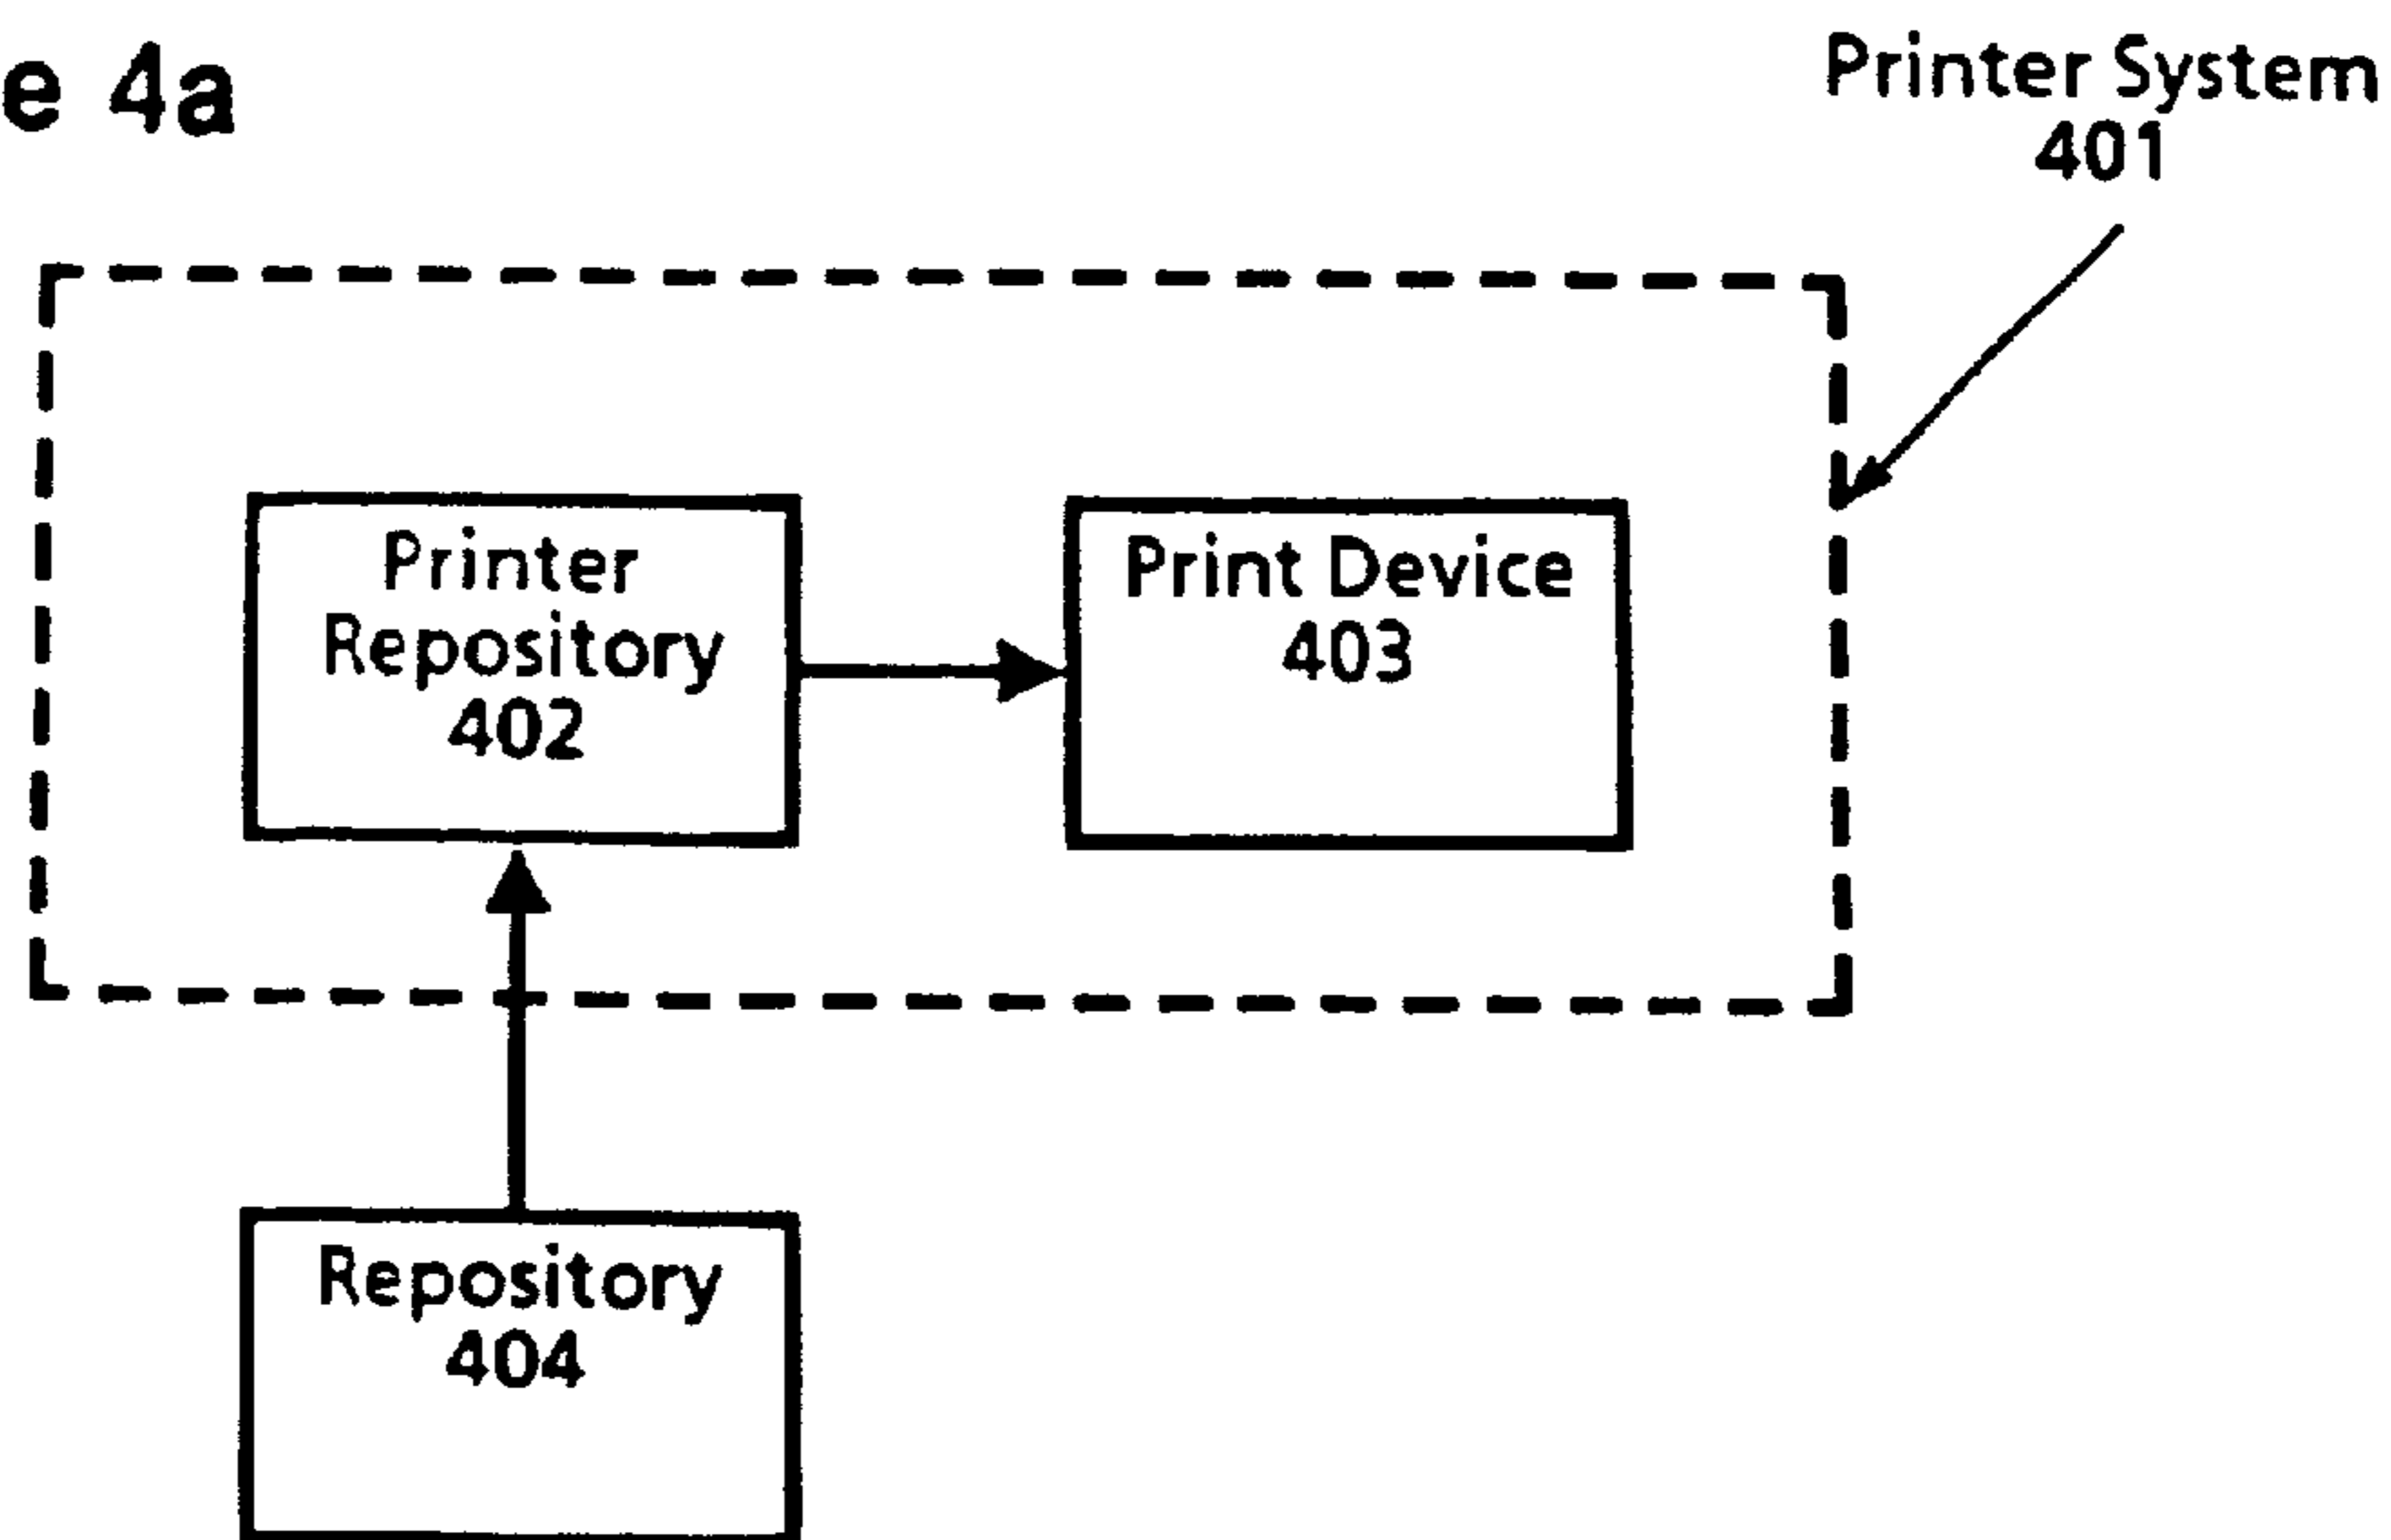 e 4a
Printer System
401
Printer
Repository
402
Print Device
403
Repository
404